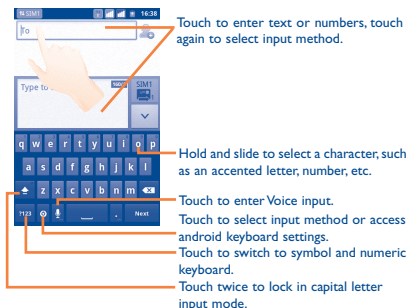 SIM1 16:38
To
Touch to enter text or numbers, touch
again to select input method.
Type to
SIM1
q w e r t y u i o p
Hold and slide to select a character, such
as an accented letter, number, etc.
a s d f g h j k l
z x c v b n m
Touch to enter Voice input.
Touch to select input method or access
android keyboard settings.
?123 . Next
Touch to switch to symbol and numeric
keyboard.
Touch twice to lock in capital letter
input mode.